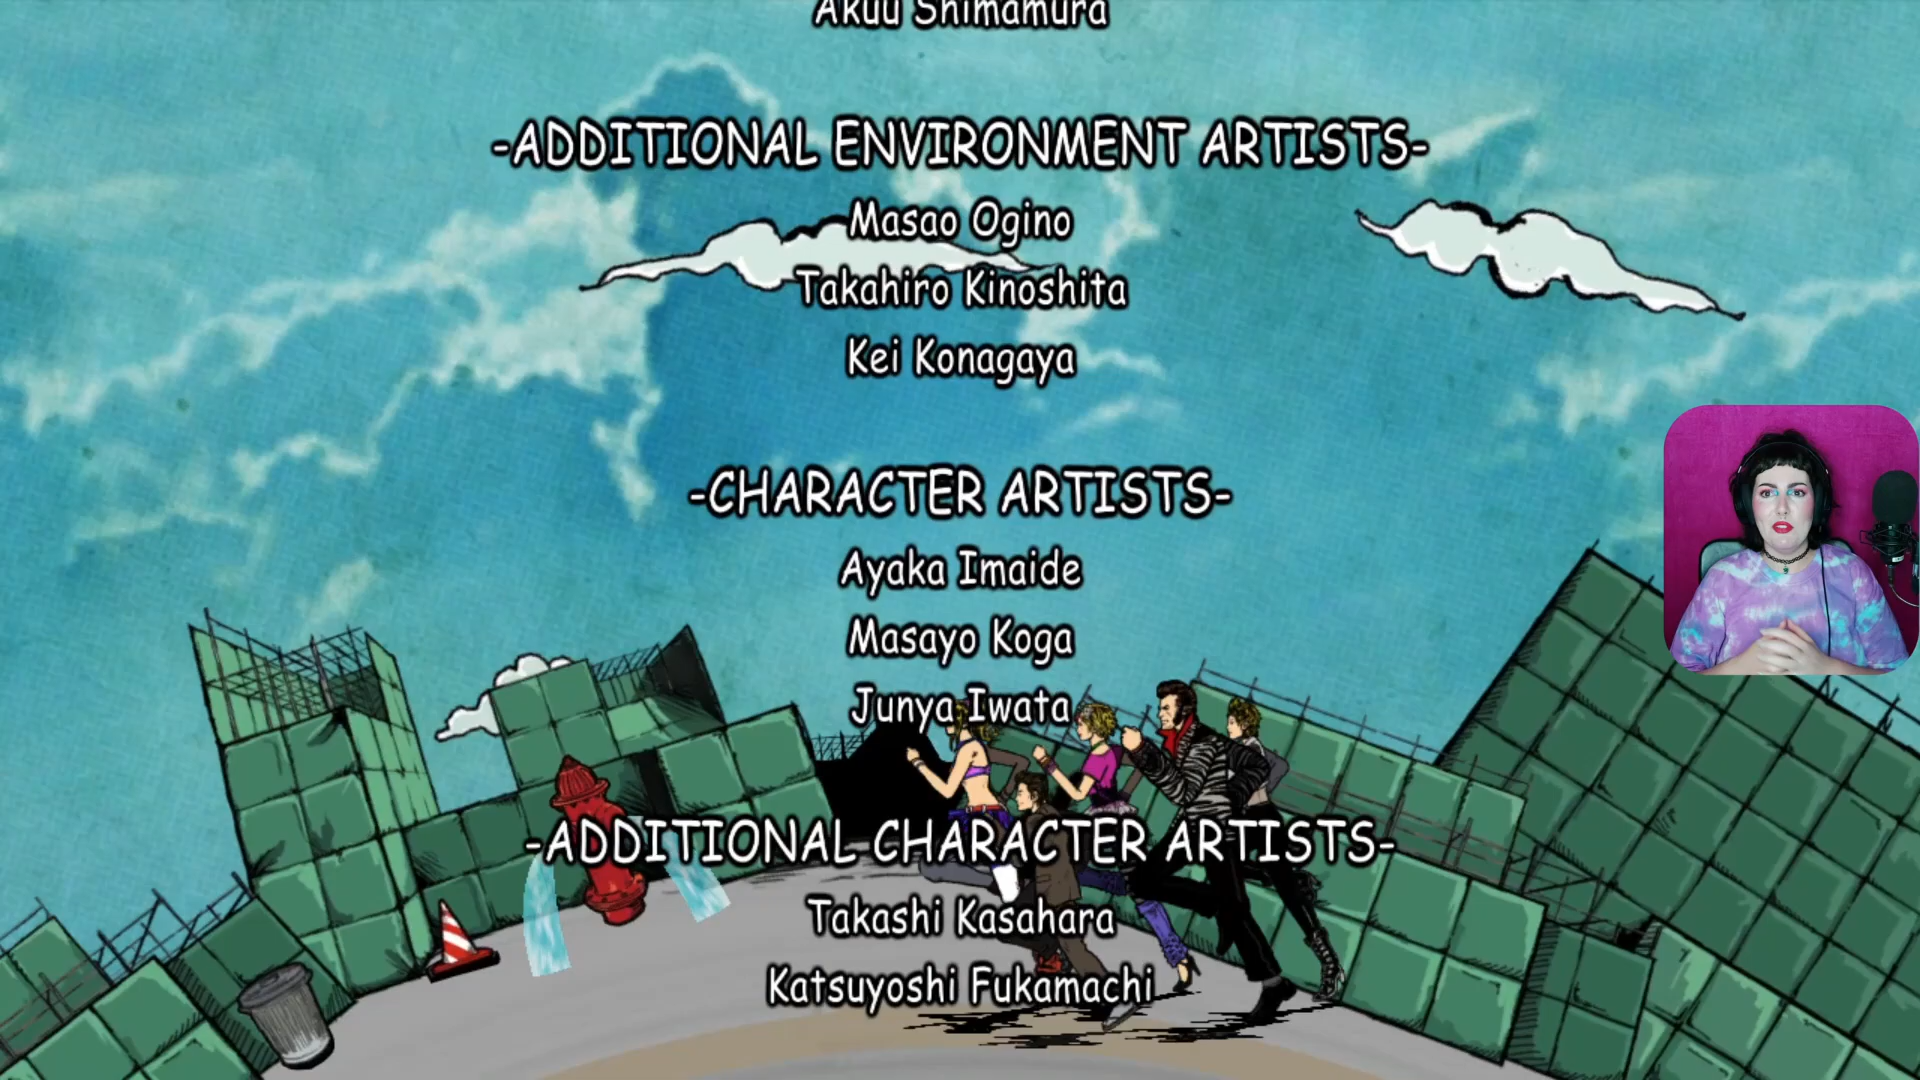 Akuu Shimamura
-ADDITIONAL ENVIRONMENT ARTISTS-
Masao Ogino
Takahiro Kinoshita
Kei Konagaya
-CHARACTER ARTISTS-
Ayaka Imaide
Masayo Koga
Junya Iwata
-ADDITIONAL CHARACTER ARTISTS-
Takashi Kasahara
Katsuyoshi Fukamachi